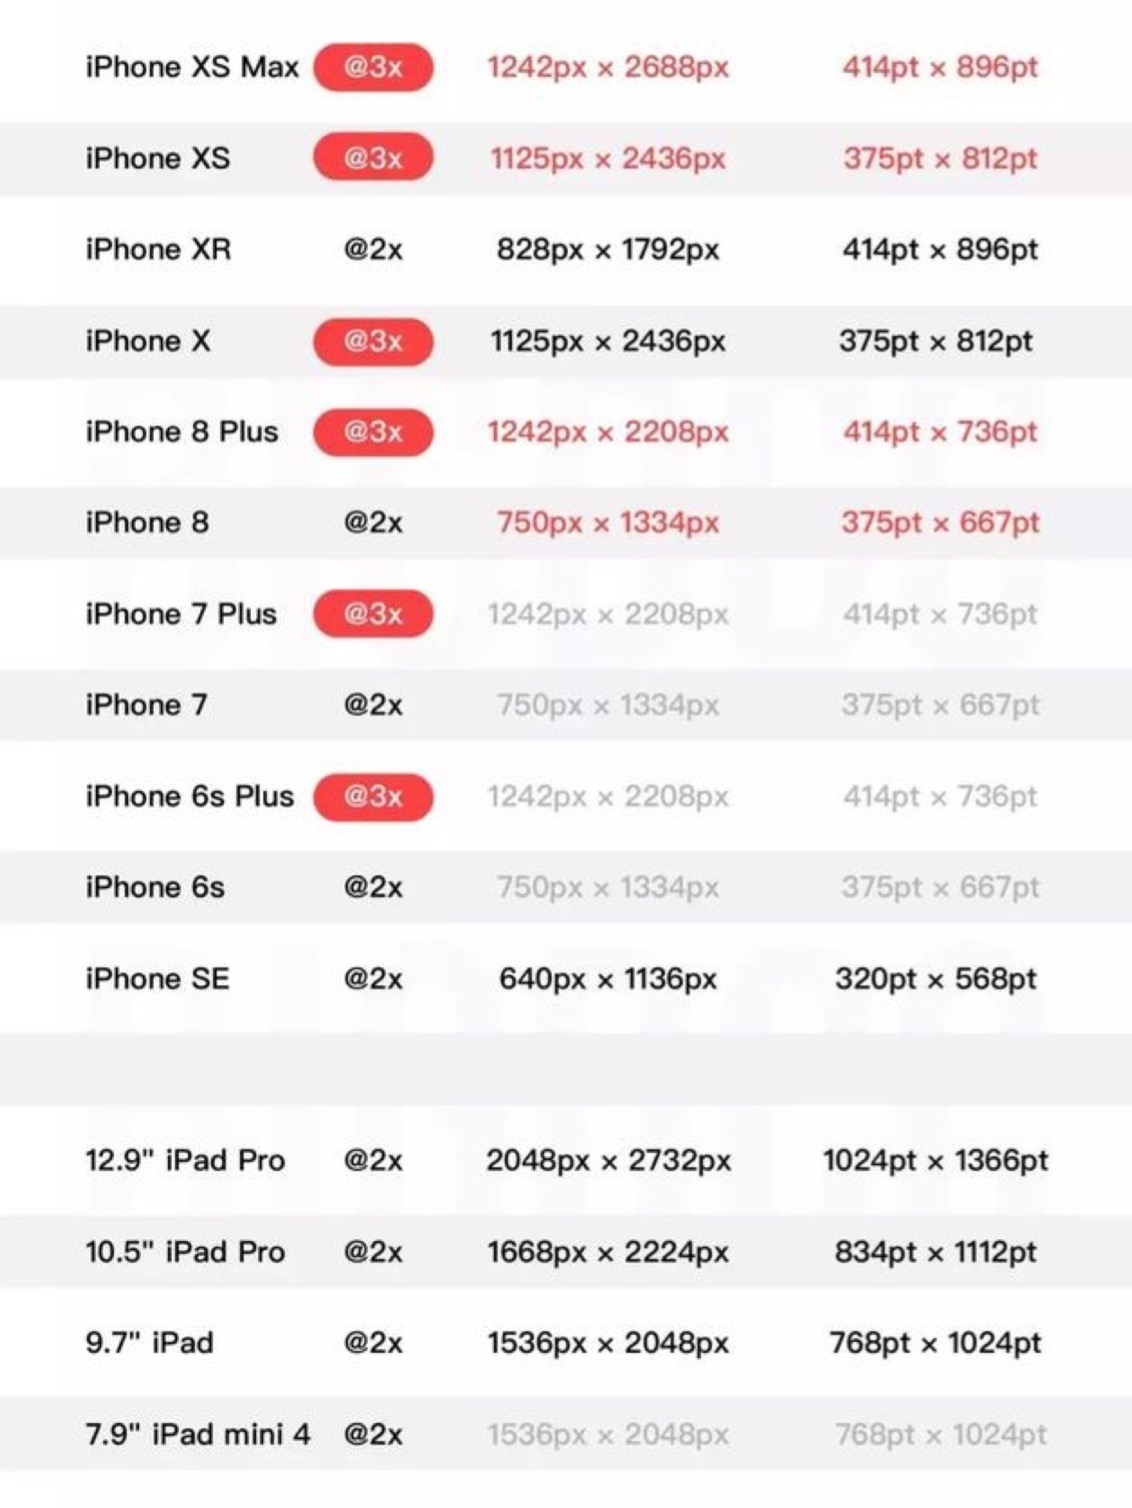 iPhone XS Max @3x 1242px × 2688px 414pt × 896pt
iPhone XS @3x 1125px × 2436px 375pt × 812pt
iPhone XR @2x 828px × 1792px 414pt × 896pt
iPhone X @3x 1125px × 2436px 375pt × 812pt
iPhone 8 Plus @3x 1242px × 2208px 414pt × 736pt
iPhone 8 @2x 750px × 1334px 375pt × 667pt
iPhone 7 Plus @3x 1242px × 2208px 414pt × 736pt
iPhone 7 @2x 750px × 1334px 375pt × 667pt
iPhone 6s Plus @3x 1242px × 2208px 414pt × 736pt
iPhone 6s @2x 750px × 1334px 375pt × 667pt
iPhone SE @2x 640px × 1136px 320pt × 568pt
12.9" iPad Pro @2x 2048px × 2732px 1024pt × 1366pt
10.5" iPad Pro @2x 1668px × 2224px 834pt × 1112pt
9.7" iPad @2x 1536px × 2048px 768pt × 1024pt
7.9" iPad mini 4 @2x 1536px × 2048px 768pt × 1024pt